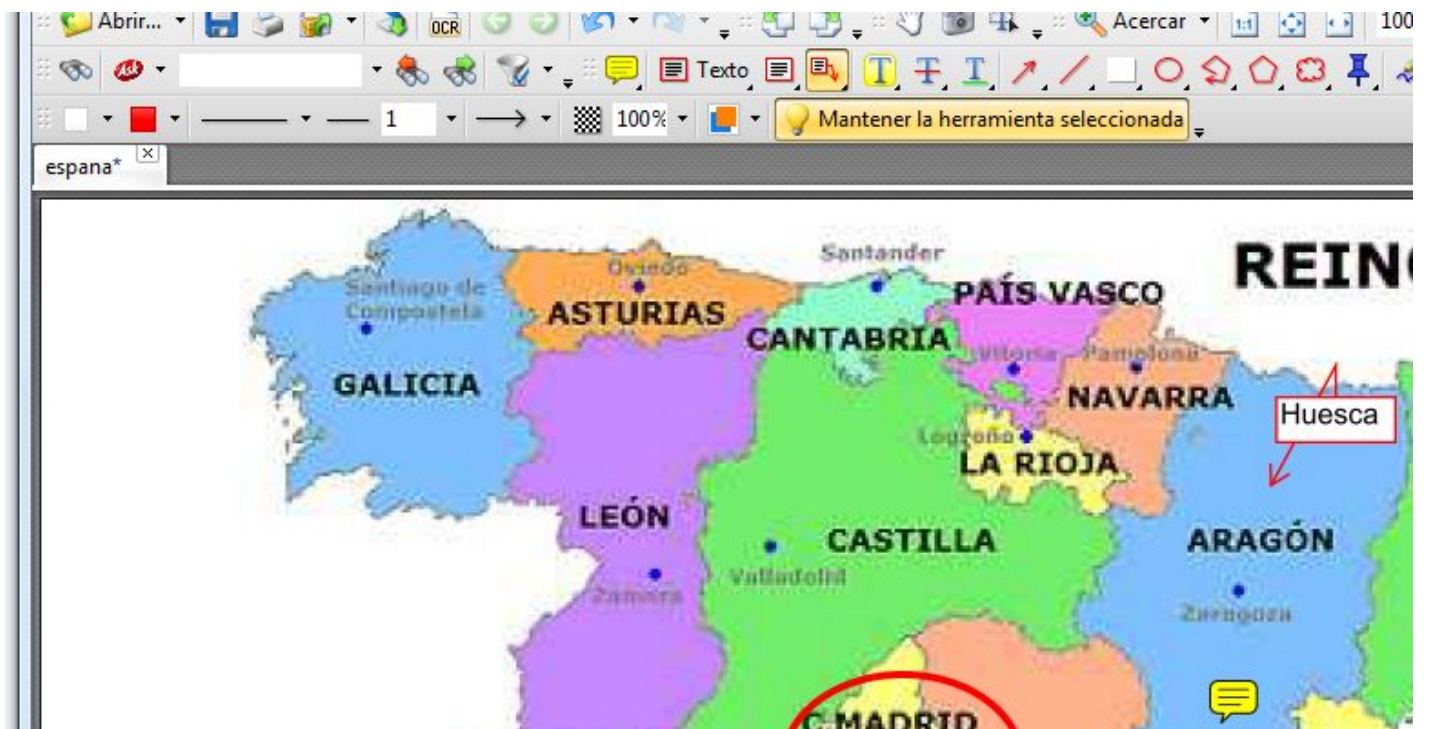 Abrir...
OCR
Acercar
1:1
100
Ask
Texto
T T T
1
100%
Mantener la herramienta seleccionada
espana*
REIN
Santander
Oviedo
Santiago de
Compostela
PAÍS VASCO
ASTURIAS
CANTABRIA
Vitoria
Pamplona
GALICIA
NAVARRA
Huesca
Logroño
LA RIOJA
LEÓN
CASTILLA
ARAGÓN
Valladolid
Zamora
Zaragoza
C.MADRID